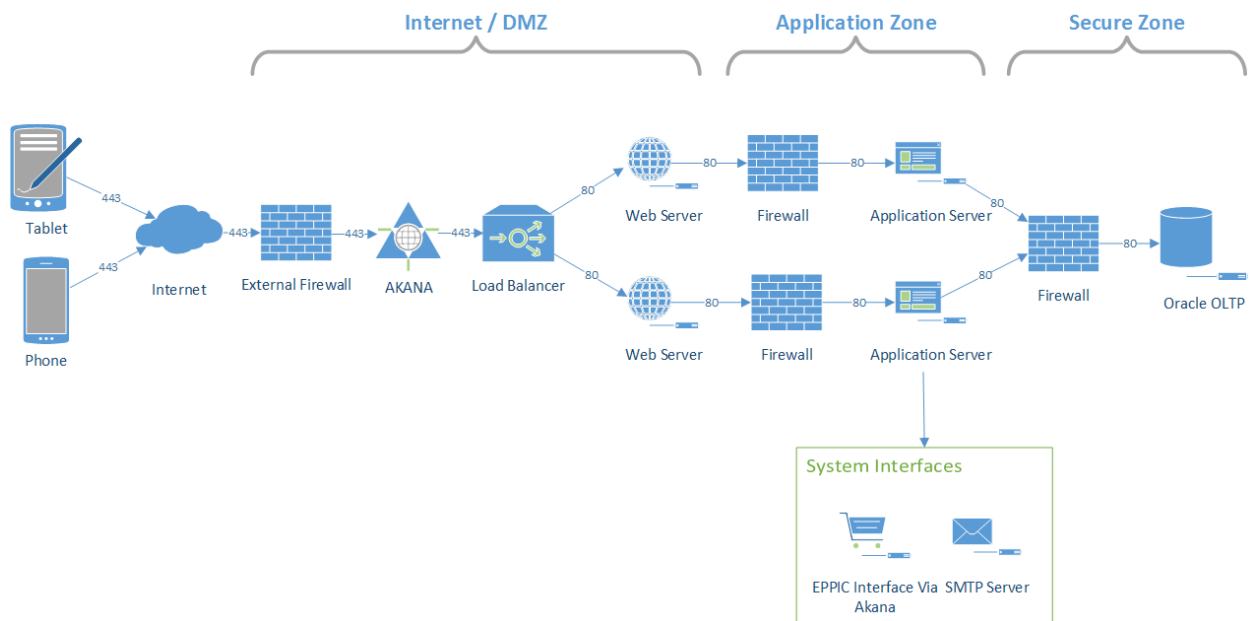 Internet / DMZ
Application Zone
Secure Zone
443
Tablet
443
Phone
Internet
443
External Firewall
443
AKANA
443
Load Balancer
80
80
Web Server
80
Firewall
80
Application Server
80
Web Server
80
Firewall
80
Application Server
80
Firewall
80
Oracle OLTP
System Interfaces
EPPIC Interface Via
Akana
SMTP Server